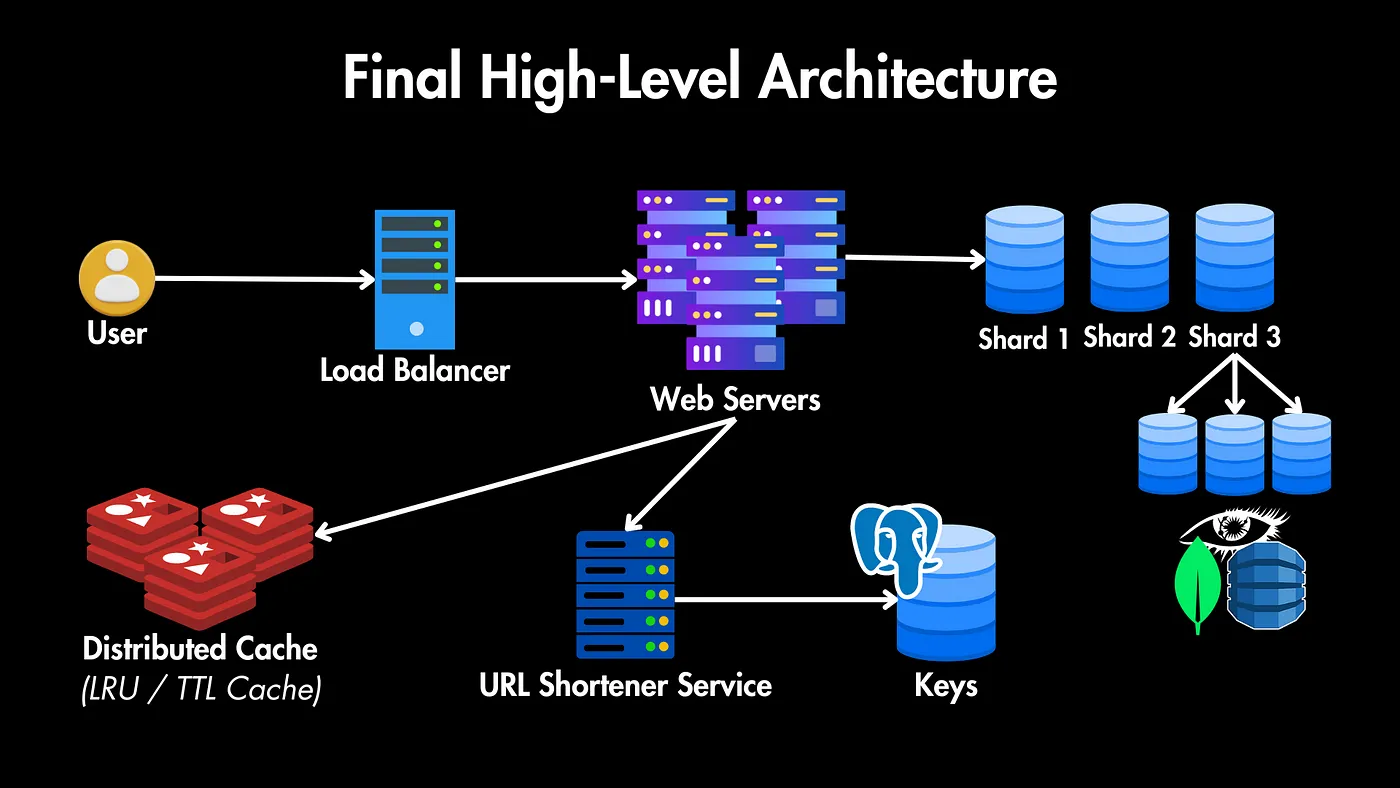 Final High-Level Architecture
User
Load Balancer
Web Servers
Shard 1
Shard 2
Shard 3
Distributed Cache
(LRU / TTL Cache)
URL Shortener Service
Keys